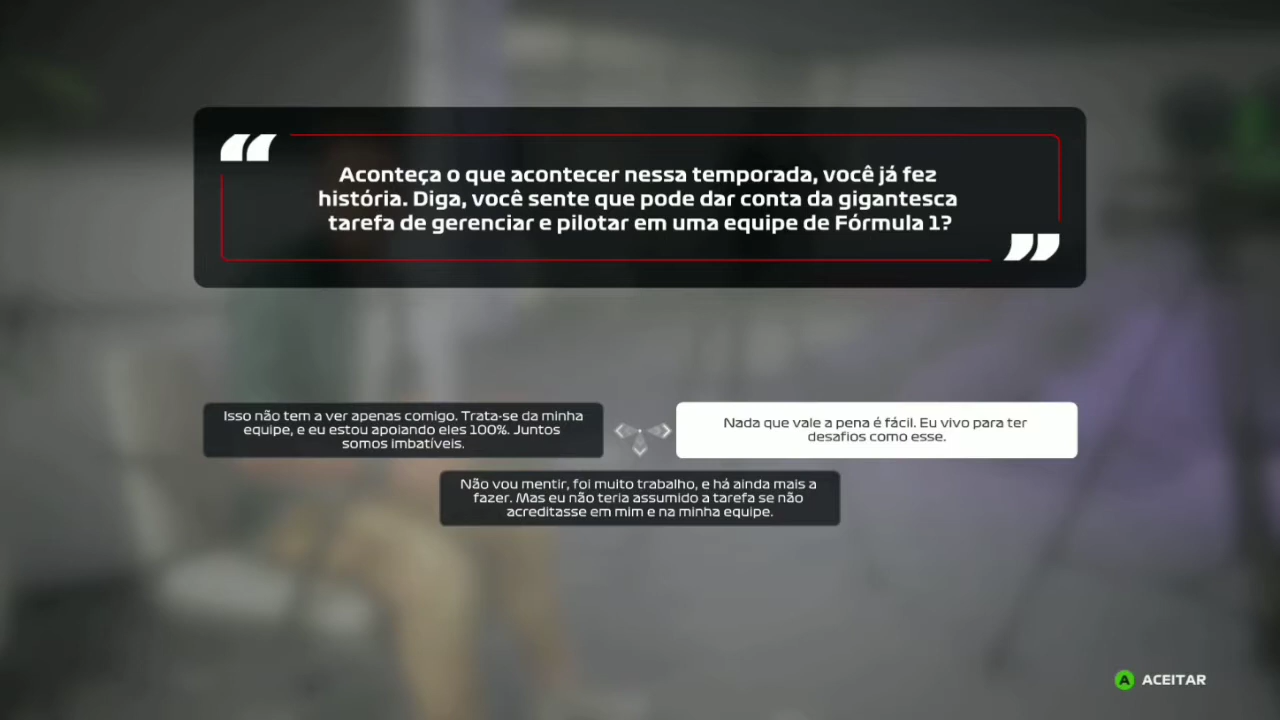 Aconteça o que acontecer nessa temporada, você já fez
história. Diga, você sente que pode dar conta da gigantesca
tarefa de gerenciar e pilotar em uma equipe de Fórmula 1?
Isso não tem a ver apenas comigo. Trata-se da minha
equipe, e eu estou apoiando eles 100%. Juntos
somos imbatíveis.
Nada que vale a pena é fácil. Eu vivo para ter
desafios como esse.
Não vou mentir, foi muito trabalho, e há ainda mais a
fazer. Mas eu não teria assumido a tarefa se não
acreditasse em mim e na minha equipe.
A ACEITAR